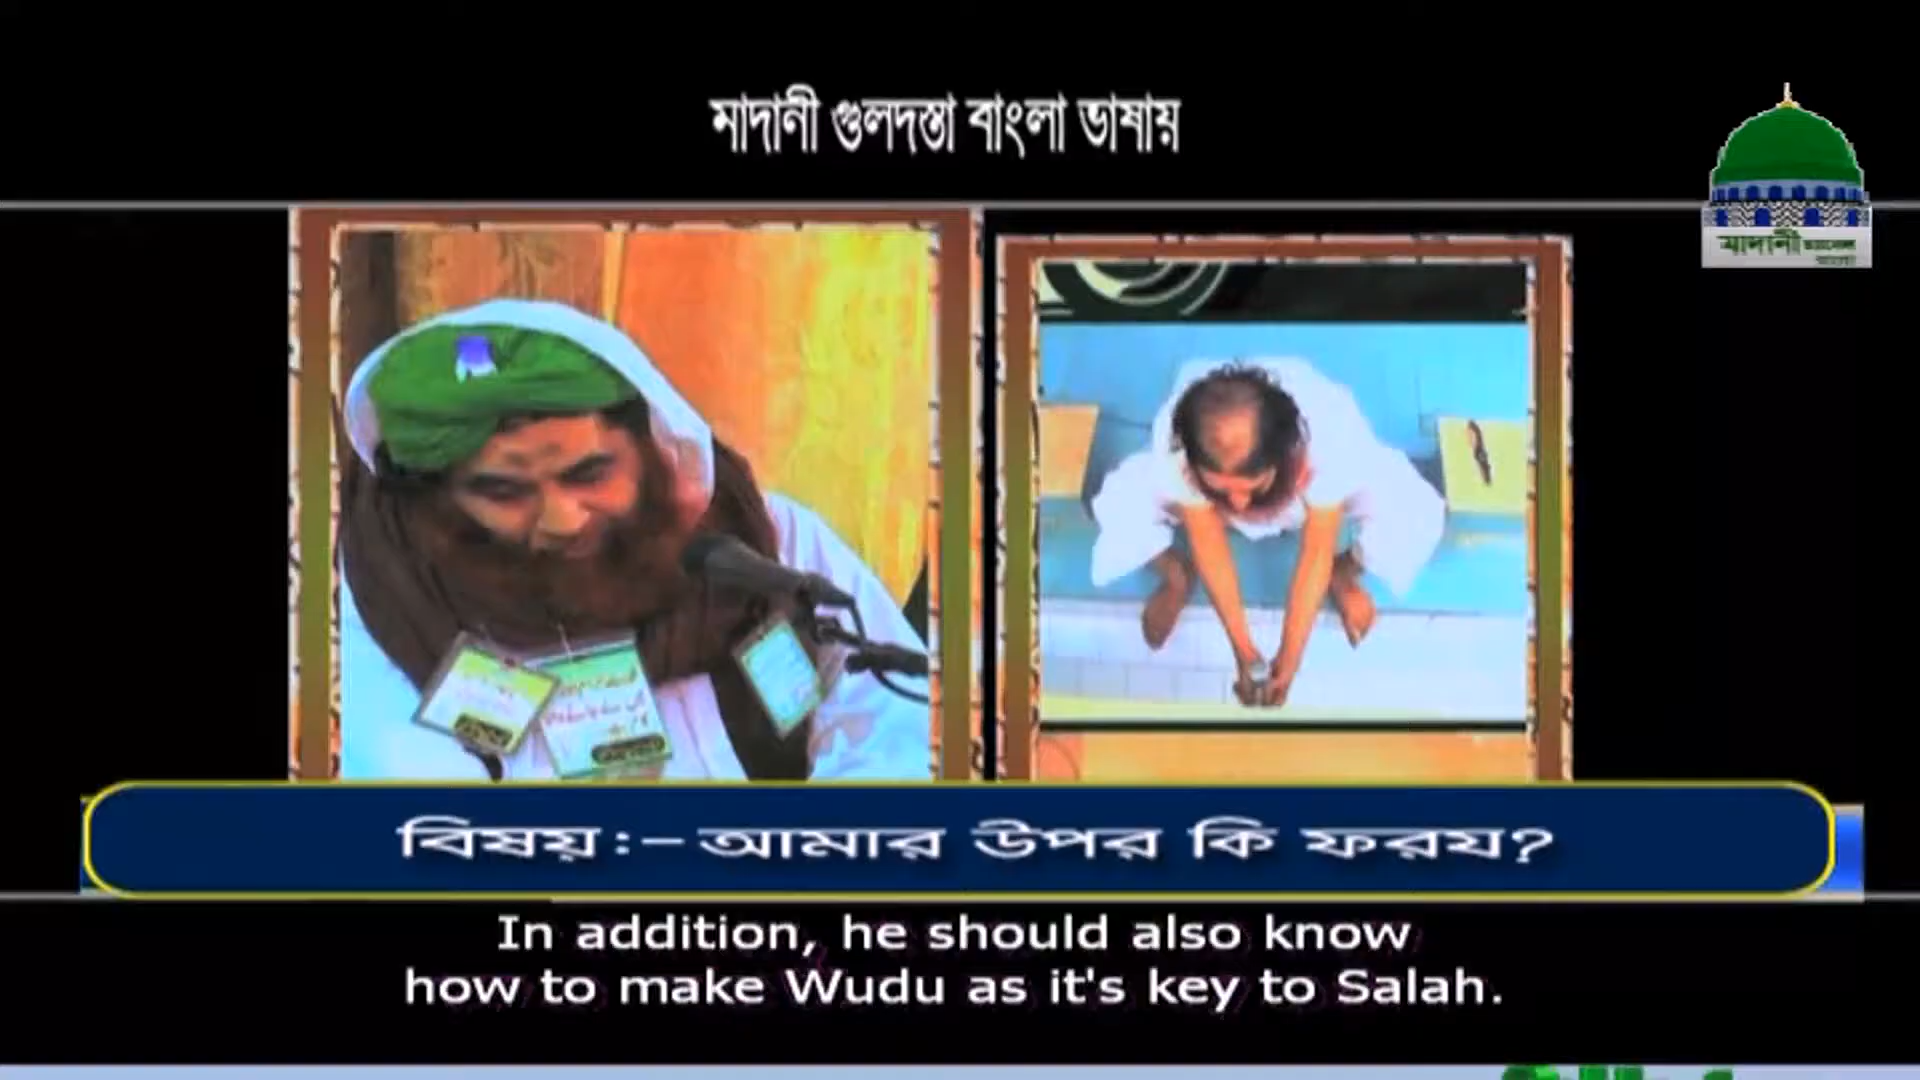 মাদানী গুলদস্তা বাংলা ভাষায়
মাদানী
বিষয়:-আমার উপর কি ফরয?
In addition, he should also know
how to make Wudu as it's key to Salah.